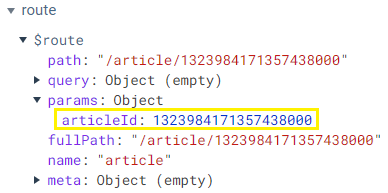 route
$route
path: "/article/1323984171357438000"
query: Object (empty)
params: Object
articleId: 1323984171357438000
fullPath: "/article/1323984171357438000"
name: "article"
meta: Object (empty)